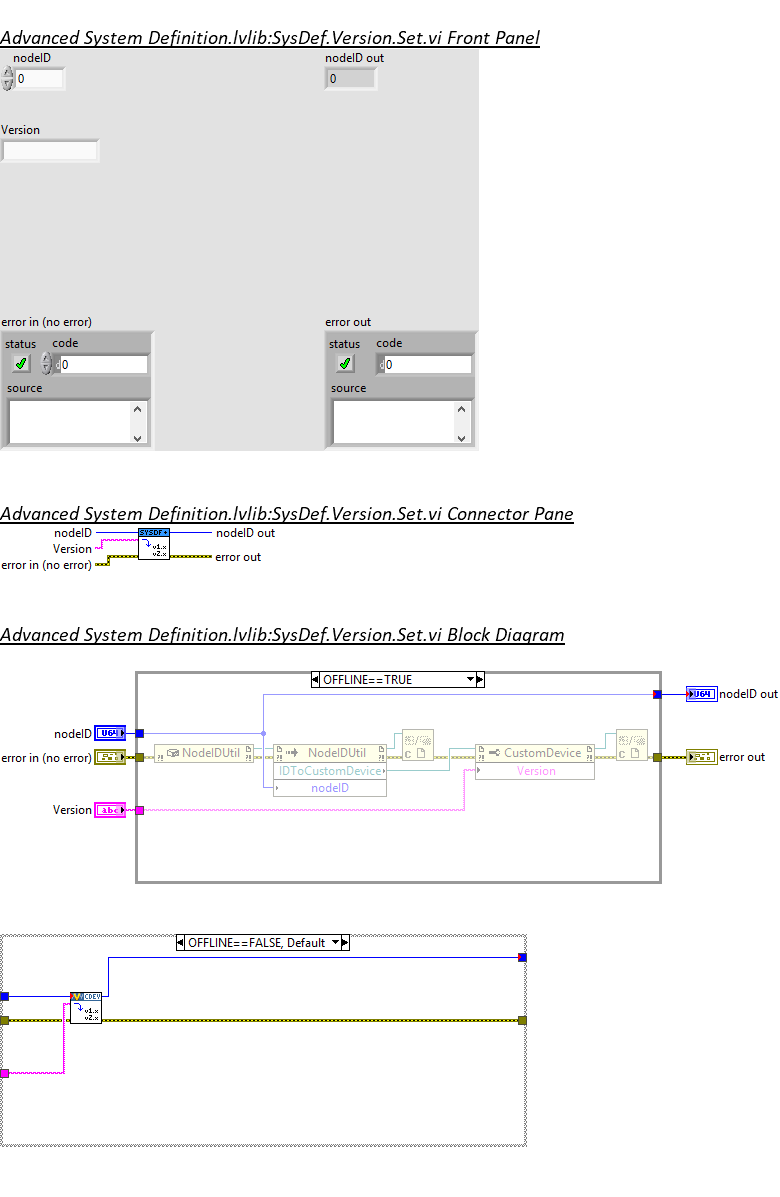 Advanced System Definition.lvlib:SysDef.Version.Set.vi Front Panel
nodeID
nodeID out
0
0
Version
error in (no error)
error out
status
code
status
code
0
0
source
source
Advanced System Definition.lvlib:SysDef.Version.Set.vi Connector Pane
nodeID
nodeID out
Version
error in (no error)
error out
SYSDF+
v1.x
v2.x
Advanced System Definition.lvlib:SysDef.Version.Set.vi Block Diagram
OFFLINE==TRUE
U64
nodeID out
nodeID
U64
error in (no error)
NodeIDUtil
NodeIDUtil
CustomDevice
error out
IDToCustomDevice
Version
nodeID
Version
abc
OFFLINE==FALSE, Default
CDEV
v1.x
v2.x